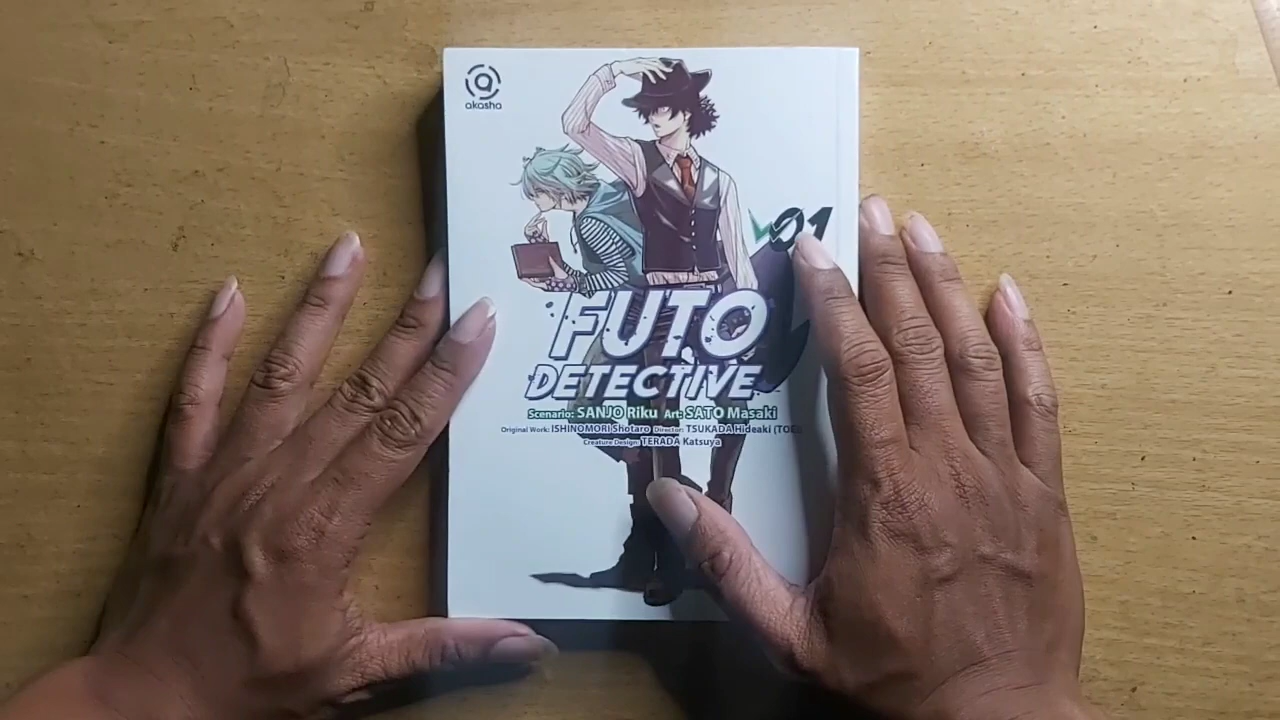 akasha
01
FUTO
DETECTIVE
Scenario: SANJO Riku Art: SATO Masaki
Original Work: ISHINOMORI Shotaro Director: TSUKADA Hideaki (TOEI)
Creature Design: TERADA Katsuya